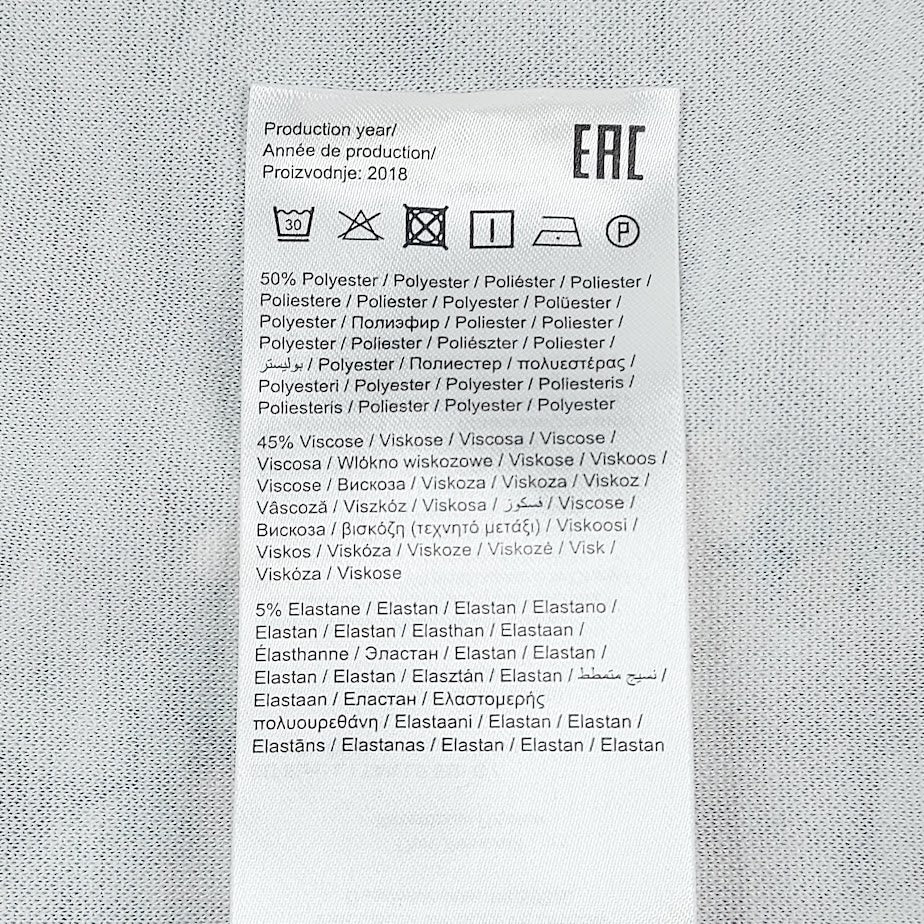 Production year/
Année de production/
Proizvodnje: 2018
EAC
30
P
50% Polyester / Polyester / Poliéster / Poliester /
Poliestere / Poliester / Polyester / Polüester /
Polyester / Полиэфир / Poliester / Poliester /
Polyester / Poliester / Poliészter / Poliester /
بوليستر / Polyester / Полиестер / πολυεστέρας /
Polyesteri / Polyester / Polyester / Poliesteris /
Poliesteris / Poliester / Polyester / Polyester
45% Viscose / Viskose / Viscosa / Viscose /
Viscosa / Wlókno wiskozowe / Viskose / Viskoos /
Viscose / Вискоза / Viskoza / Viskoza / Viskoz /
Vâscoză / Viszkóz / Viskosa / فسكوز / Viscose /
Вискоза / βισκόζη (τεχνητό μετάξι) / Viskoosi /
Viskos / Viskóza / Viskoze / Viskozė / Visk /
Viskóza / Viskose
5% Elastane / Elastan / Elastan / Elastano /
Elastan / Elastan / Elasthan / Elastaan /
Élasthanne / Эластан / Elastan / Elastan /
Elastan / Elastan / Elasztán / Elastan / نسيج متمطط /
Elastaan / Еластан / Ελαστομερής
πολυουρεθάνη / Elastaani / Elastan / Elastan /
Elastāns / Elastanas / Elastan / Elastan / Elastan